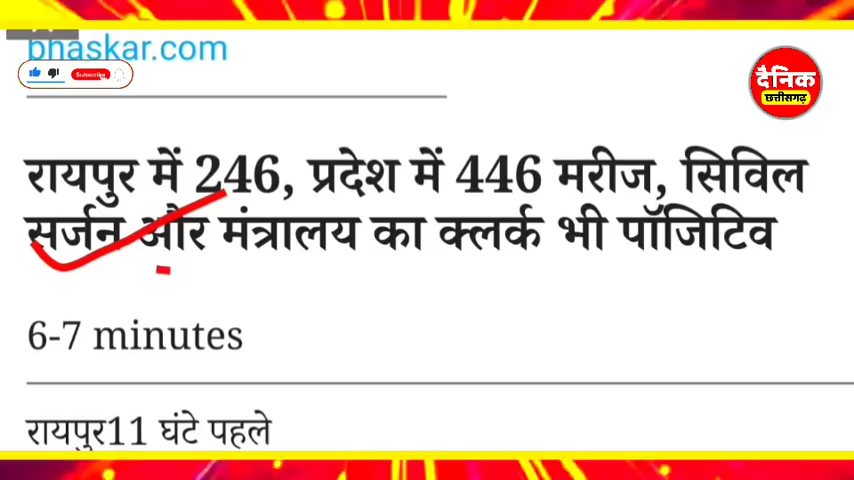 bhaskar.com
Subscribe
दैनिक
छत्तीसगढ़
रायपुर में 246, प्रदेश में 446 मरीज, सिविल
सर्जन और मंत्रालय का क्लर्क भी पॉजिटिव
6-7 minutes
रायपुर11 घंटे पहले